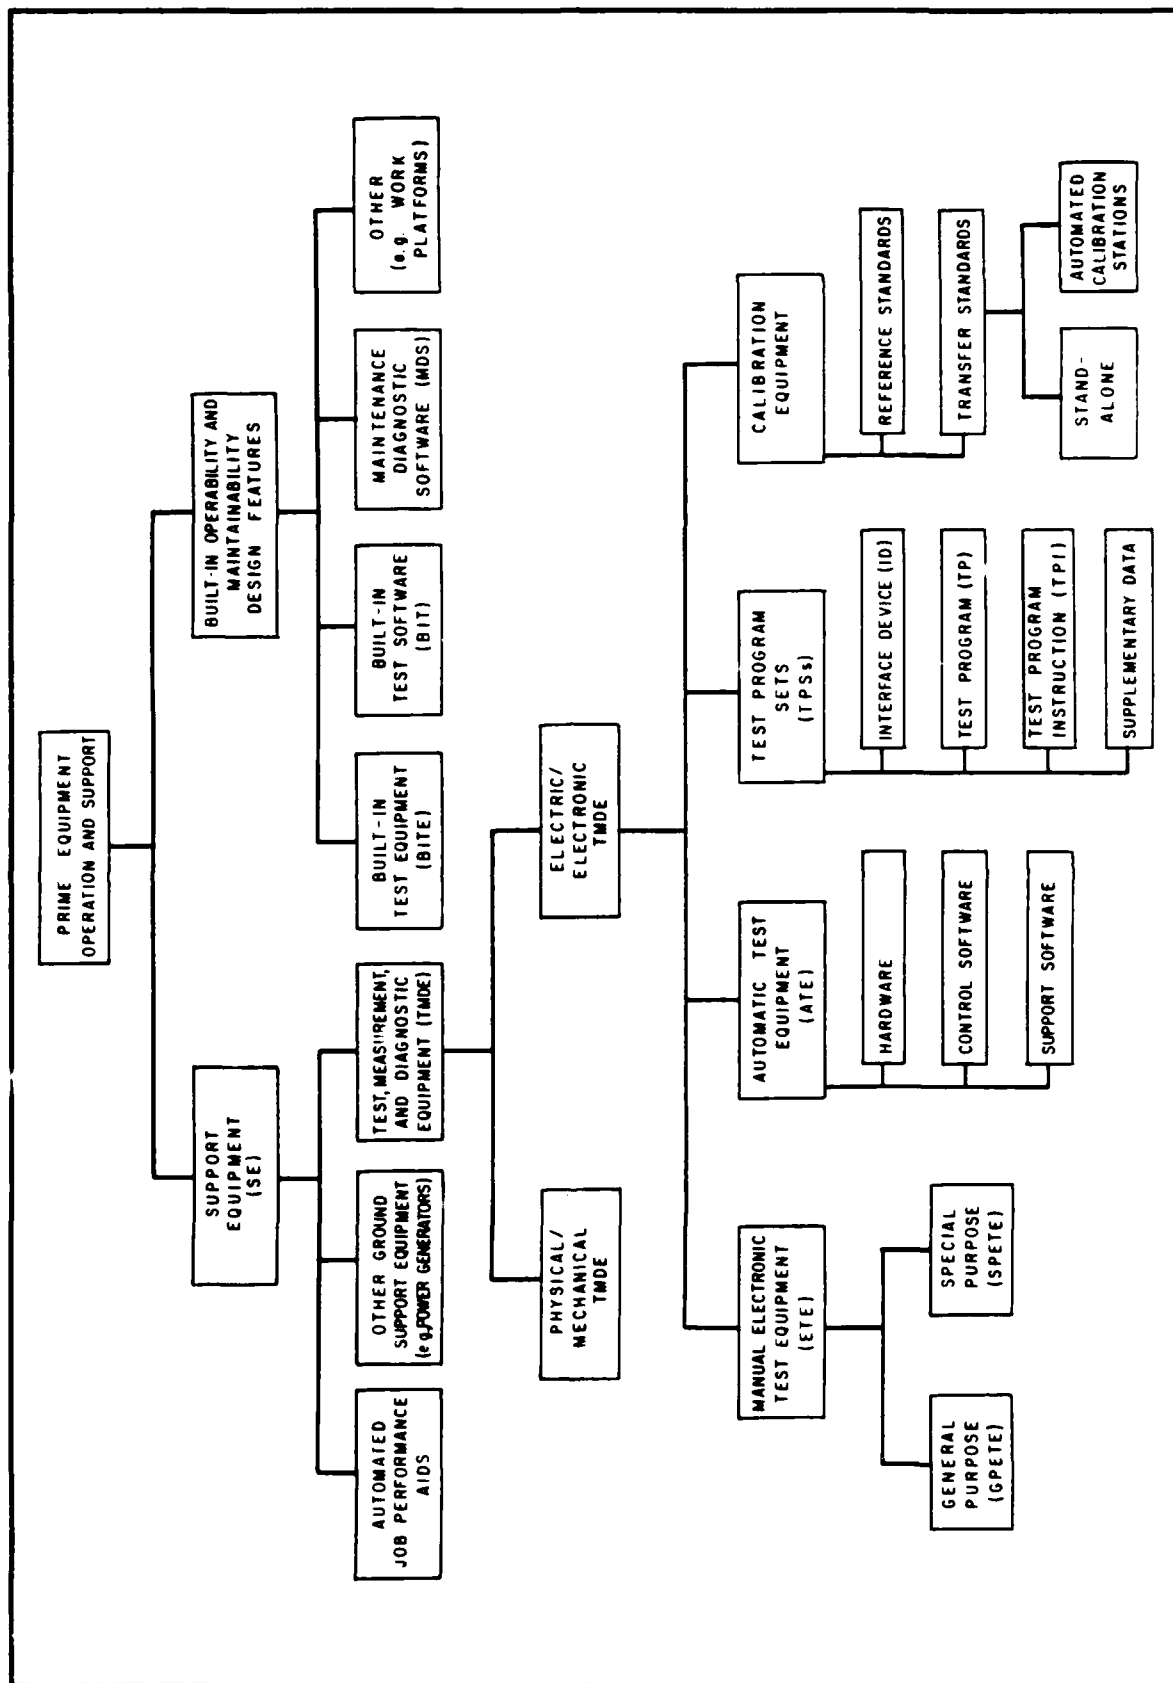 PRIME EQUIPMENT
OPERATION AND SUPPORT
SUPPORT
EQUIPMENT
(SE)
BUILT-IN OPERABILITY AND
MAINTAINABILITY
DESIGN FEATURES
AUTOMATED
JOB PERFORMANCE
AIDS
OTHER GROUND
SUPPORT EQUIPMENT
(e.g.,POWER GENERATORS)
TEST, MEASUREMENT,
AND DIAGNOSTIC
EQUIPMENT (TMDE)
BUILT-IN
TEST EQUIPMENT
(BITE)
BUILT-IN
TEST SOFTWARE
(BIT)
MAINTENANCE
DIAGNOSTIC
SOFTWARE (MDS)
OTHER
(e.g. WORK
PLATFORMS)
PHYSICAL/
MECHANICAL
TMDE
ELECTRIC/
ELECTRONIC
TMDE
MANUAL ELECTRONIC
TEST EQUIPMENT
(ETE)
AUTOMATIC TEST
EQUIPMENT
(ATE)
TEST PROGRAM
SETS
(TPSs)
CALIBRATION
EQUIPMENT
GENERAL
PURPOSE
(GPETE)
SPECIAL
PURPOSE
(SPETE)
HARDWARE
CONTROL SOFTWARE
SUPPORT SOFTWARE
INTERFACE DEVICE (ID)
TEST PROGRAM (TP)
TEST PROGRAM
INSTRUCTION (TPI)
SUPPLEMENTARY DATA
REFERENCE STANDARDS
TRANSFER STANDARDS
STAND-
ALONE
AUTOMATED
CALIBRATION
STATIONS